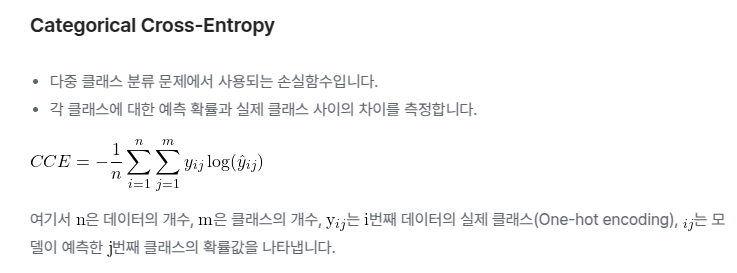 Categorical Cross-Entropy
• 다중 클래스 분류 문제에서 사용되는 손실함수입니다.
• 각 클래스에 대한 예측 확률과 실제 클래스 사이의 차이를 측정합니다.
CCE = −\frac{1}{n} \sum_{i=1}^{n} \sum_{j=1}^{m} y_{ij} \log(\hat{y}_{ij})
여기서 n은 데이터의 개수, m은 클래스의 개수, y_{ij}는 i번째 데이터의 실제 클래스(One-hot encoding), _{ij}는 모
델이 예측한 j번째 클래스의 확률값을 나타냅니다.